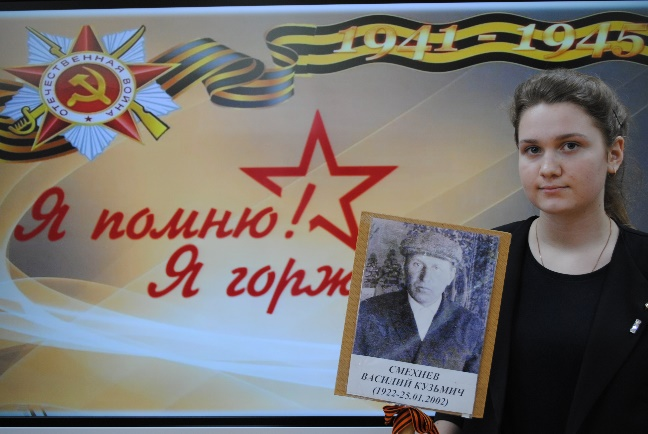 ОТЕЧЕСТВЕННАЯ ВОЙНА
1941 - 1945
Я помню!
Я горж
СМЕХНЕВ
ВАСИЛИЙ КУЗЬМИЧ
(1922-25.01.2002)